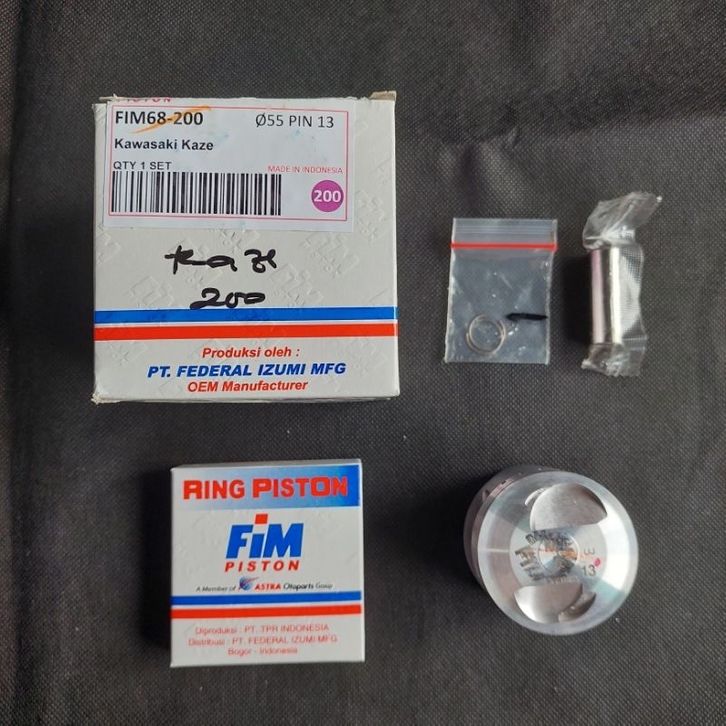 PISTON
FIM68-200
Ø55 PIN 13
Kawasaki Kaze
QTY 1 SET
MADE IN INDONESIA
200
Kaze
200
Produksi oleh :
PT. FEDERAL IZUMI MFG
OEM Manufacturer
RING PISTON
FIM
PISTON
A Member of ASTRA Otoparts Group
Diproduksi : PT. TPR INDONESIA
Distribusi : PT. FEDERAL IZUMI MFG
Bogor - Indonesia
13